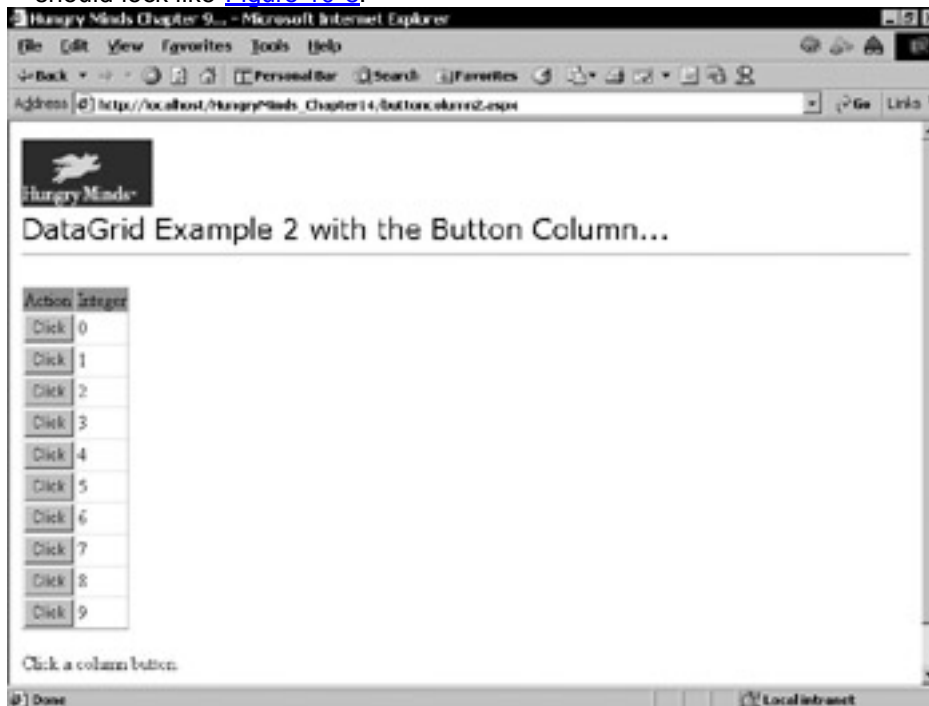 should look like Figure 10-8.
Hungry Minds Chapter 9... - Microsoft Internet Explorer
File Edit View Favorites Tools Help
Back Personal Bar Search Favorites
Address http://localhost/HungryMinds_Chapter14/buttoncolumn2.aspx Go Links
Hungry Minds
DataGrid Example 2 with the Button Column...
Action Integer
Click 0
Click 1
Click 2
Click 3
Click 4
Click 5
Click 6
Click 7
Click 8
Click 9
Click a column button
Done Local intranet